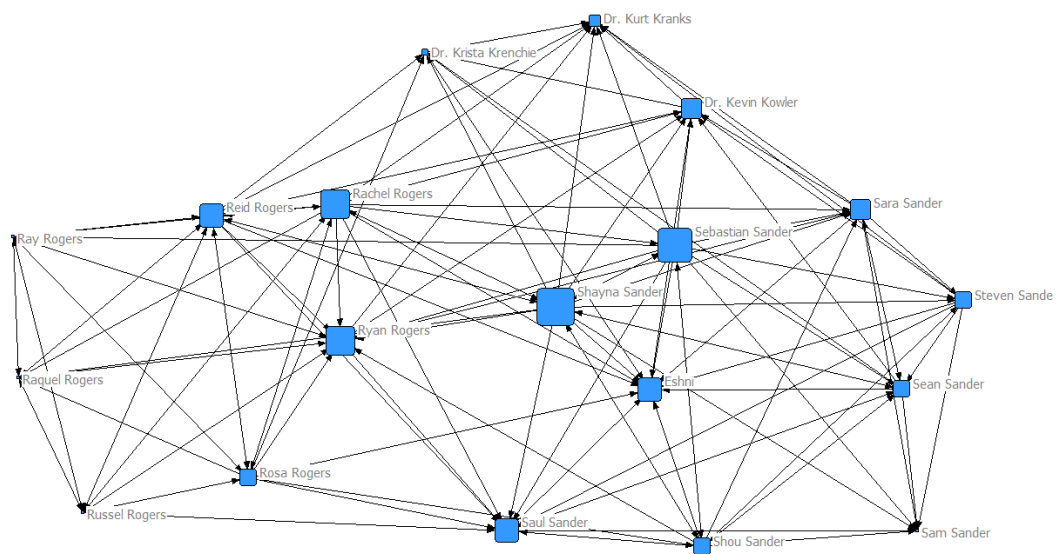 Dr. Kurt Kranks
Dr. Krista Krenchie
Dr. Kevin Kowler
Rachel Rogers
Reid Rogers
Sara Sander
Ray Rogers
Sebastian Sander
Shayna Sander
Steven Sande
Ryan Rogers
Raquel Rogers
Eshni
Sean Sander
Rosa Rogers
Russel Rogers
Saul Sander
Sam Sander
Shou Sander